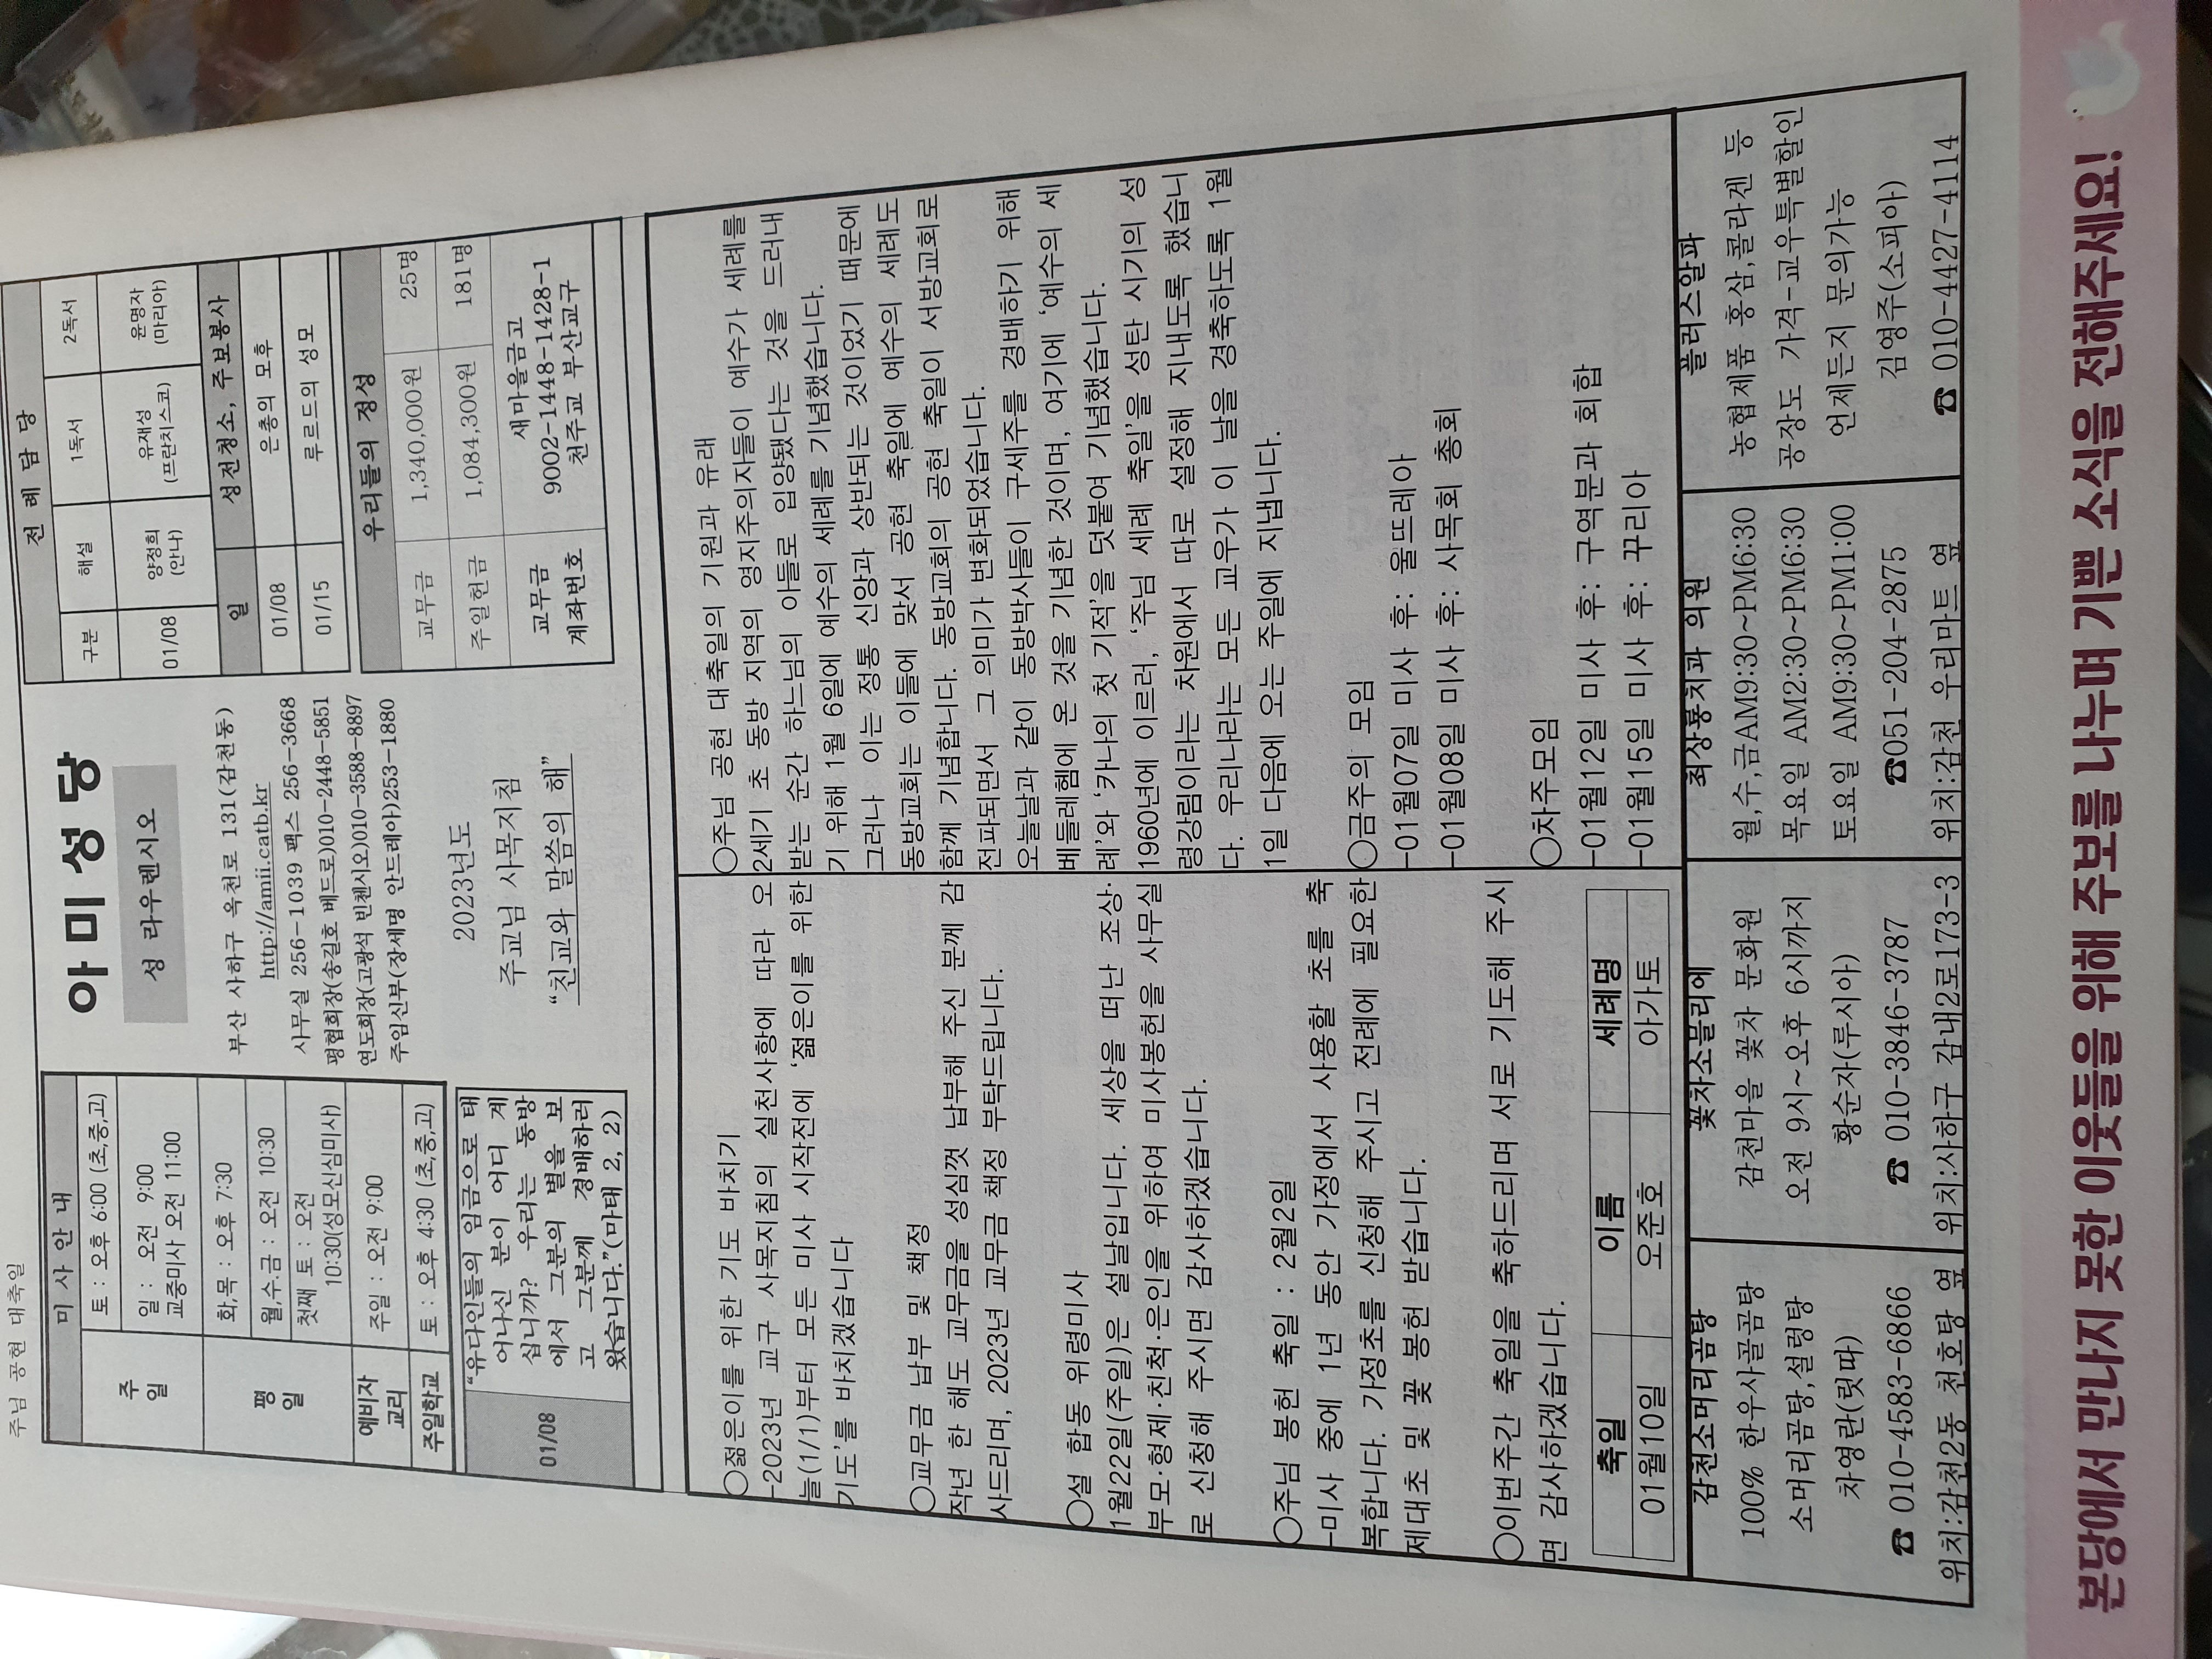 주님 공현 대축일
미 사 안 내
주일
토 : 오후 6:00 (초,중,고)
일 : 오전 9:00
교중미사 오전 11:00
평일
화,목 : 오후 7:30
월,수,금 : 오전 10:30
첫째 토 : 오전
10:30(성모신심미사)
예비자
교리
주일 : 오전 9:00
주일학교
토 : 오후 4:30 (초,중,고)
01/08
“유다인들의 임금으로 태
어나신 분이 어디 계
십니까? 우리는 동방
에서 그분의 별을 보
고 그분께 경배하러
왔습니다.”(마태 2, 2)
아미성당
성 라우렌시오
부산 사하구 옥천로 131(감천동)
http://amii.catb.kr
사무실 256-1039 팩스 256-3668
평협회장(송길호 베드로)010-2448-5851
연도회장(고광석 빈첸시오)010-3588-8897
주임신부(장세명 안드레아)253-1880
2023년도
주교님 사목지침
“친교와 말씀의 해”
전 례 담 당
구분 해설 1독서 2독서
01/08 양정희 (안나) 유재성 (프란치스코) 윤명자 (마리아)
일 성전청소, 주보봉사
01/08 은총의 모후
01/15 루르드의 성모
우리들의 정성
교무금 1,340,000원 25명
주일헌금 1,084,300원 181명
교무금
계좌번호
새마을금고
9002-1448-1428-1
천주교 부산교구
○젊은이를 위한 기도 바치기
-2023년 교구 사목지침의 실천사항에 따라 오
늘(1/1)부터 모든 미사 시작전에 ‘젊은이를 위한
기도’를 바치겠습니다
○교무금 납부 및 책정
작년 한 해도 교무금을 성심껏 납부해 주신 분께 감
사드리며, 2023년 교무금 책정 부탁드립니다.
○설 합동 위령미사
1월22일(주일)은 설날입니다. 세상을 떠난 조상·
부모·형제·친척·은인을 위하여 미사봉헌을 사무실
로 신청해 주시면 감사하겠습니다.
○주님 봉헌 축일 : 2월2일
-미사 중에 1년 동안 가정에서 사용할 초를 축
복합니다. 가정초를 신청해 주시고 전례에 필요한
제대초 및 꽃 봉헌 받습니다.
○이번주간 축일을 축하드리며 서로 기도해 주시
면 감사하겠습니다.
축일 이름 세례명
01월10일 오준호 아가토
○주님 공현 대축일의 기원과 유래
2세기 초 동방 지역의 영지주의자들이 예수가 세례를
받는 순간 하느님의 아들로 입양됐다는 것을 드러내
기 위해 1월 6일에 예수의 세례를 기념했습니다.
그러나 이는 정통 신앙과 상반되는 것이었기 때문에
동방교회는 이들에 맞서 공현 축일에 예수의 세례도
함께 기념합니다. 동방교회의 공현 축일이 서방교회로
전파되면서 그 의미가 변화되었습니다.
오늘날과 같이 동방박사들이 구세주를 경배하기 위해
베들레헴에 온 것을 기념한 것이며, 여기에 ‘예수의 세
례’와 ‘카나의 첫 기적’을 덧붙여 기념했습니다.
1960년에 이르러, ‘주님 세례 축일’을 성탄 시기의 성
령강림이라는 차원에서 따로 설정해 지내도록 했습니
다. 우리나라는 모든 교우가 이 날을 경축하도록 1월
1일 다음에 오는 주일에 지냅니다.
○금주의 모임
-01월07일 미사 후: 울뜨레아
-01월08일 미사 후: 사목회 총회
○차주모임
-01월12일 미사 후: 구역분과 회합
-01월15일 미사 후: 꾸리아
감천소머리곰탕
100% 한우사골곰탕
소머리곰탕,설렁탕
차영란(릿따)
☎ 010-4583-6866
위치:감천2동 천호탕 옆
꽃차소믈리에
감천마을 꽃차 문화원
오전 9시~오후 6시까지
황순자(루시아)
☎ 010-3846-3787
위치:사하구 감내2로173-3
최상룡치과 의원
월,수,금AM9:30~PM6:30
목요일 AM2:30~PM6:30
토요일 AM9:30~PM1:00
☎051-204-2875
위치:감천 우리마트 옆
플러스알파
농협제품 홍삼,콜라겐 등
공장도 가격-교우특별할인
언제든지 문의가능
김영주(소피아)
☎ 010-4427-4114
본당에서 만나지 못한 이웃들을 위해 주보를 나누며 기쁜 소식을 전해주세요!